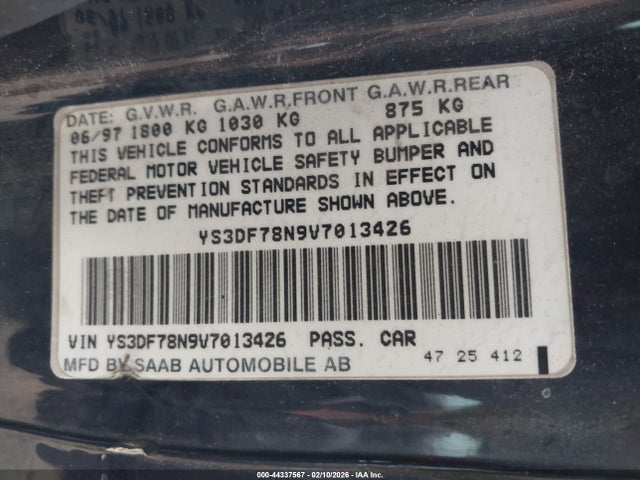 DATE: G.V.W.R. G.A.W.R.FRONT G.A.W.R.REAR
06/97 1800 KG 1030 KG 875 KG
THIS VEHICLE CONFORMS TO ALL APPLICABLE
FEDERAL MOTOR VEHICLE SAFETY BUMPER AND
THEFT PREVENTION STANDARDS IN EFFECT ON
THE DATE OF MANUFACTURE SHOWN ABOVE.
YS3DF78N9V7013426
VIN YS3DF78N9V7013426 PASS. CAR
MFD BY SAAB AUTOMOBILE AB 47 25 412
000-44337567 - 02/10/2026 - IAA Inc.